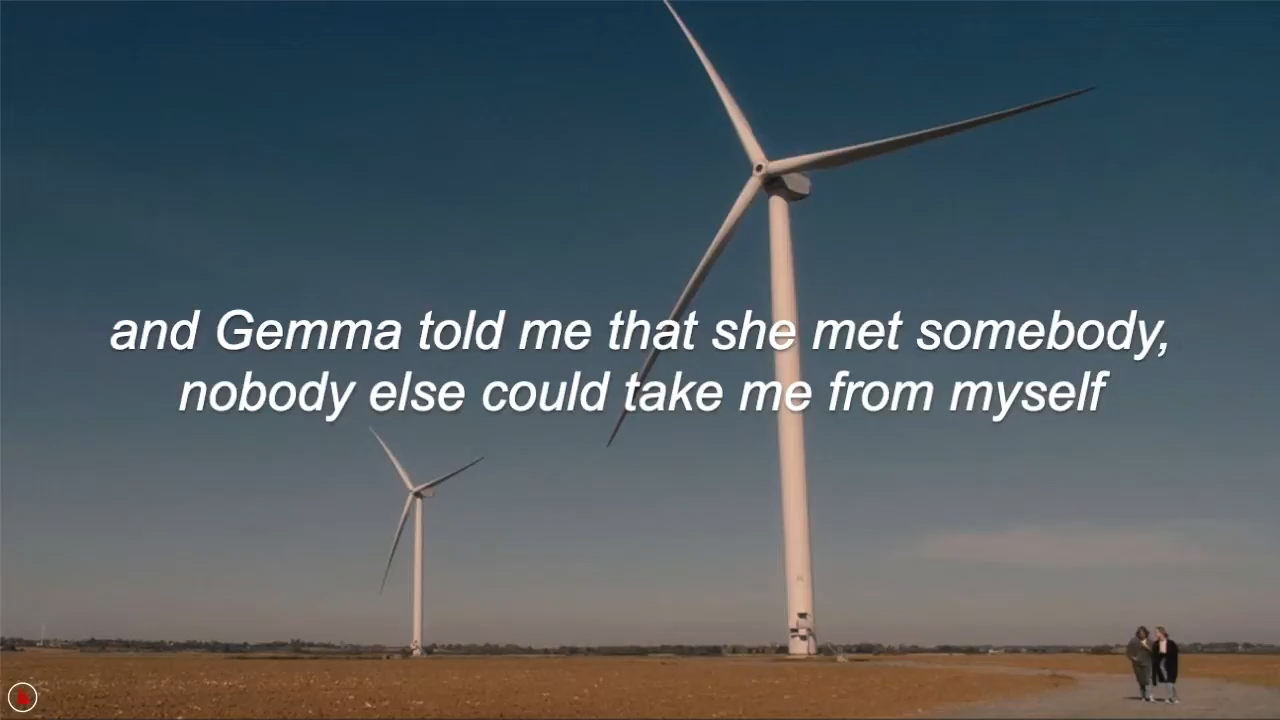 and Gemma told me that she met somebody,
nobody else could take me from myself